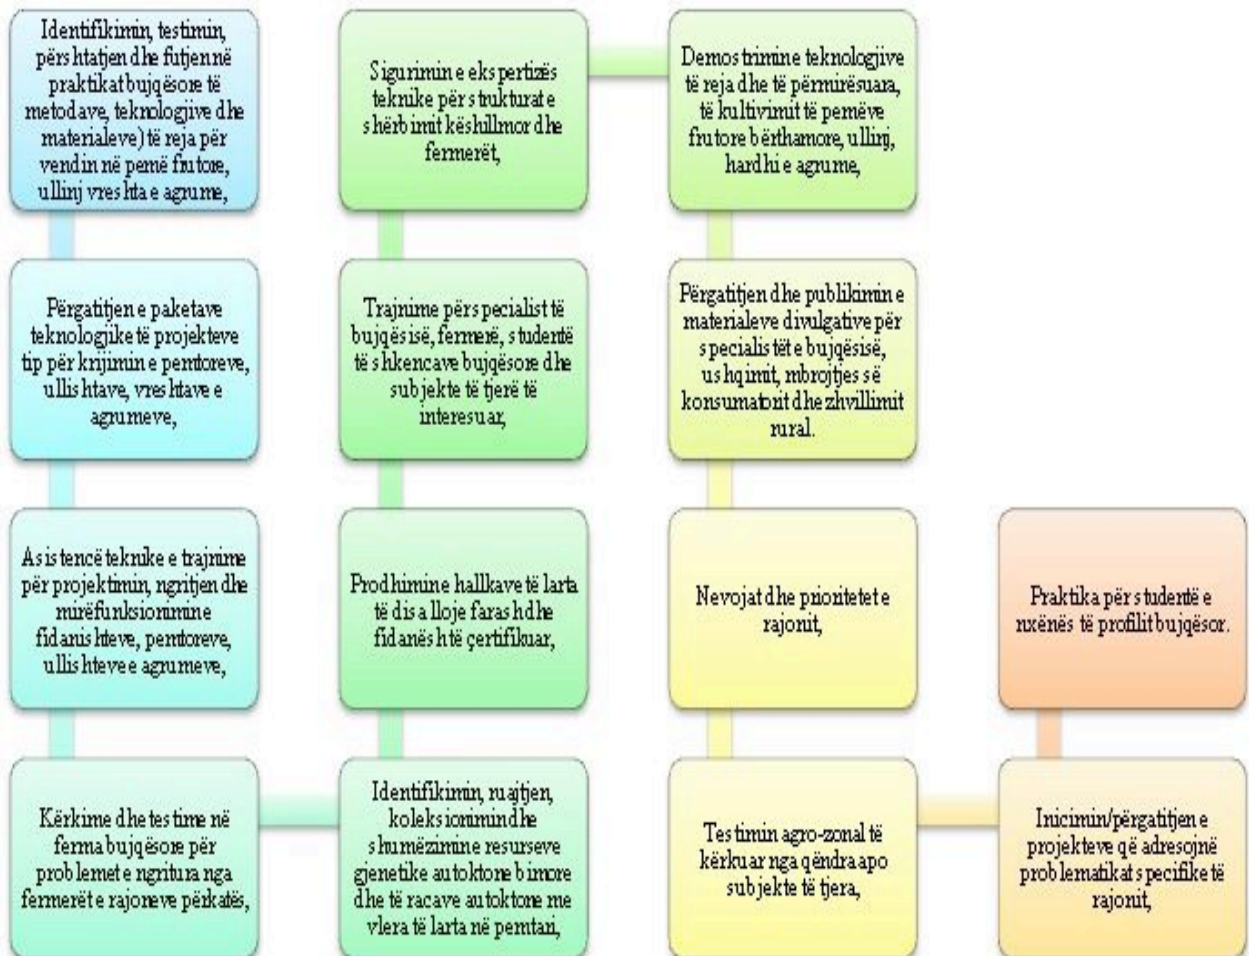 Identifikimin, testimin,
përshtatjen dhe futjen në
praktikat bujqësore të
metodave, teknologjive dhe
materialeve) të reja për
vendin në pemë frutore,
ullinj vreshta e agrume,
Përgatitjen e paketave
teknologjike të projekteve
tip për krijimin e pemtoreve,
ullishtave, vreshtave e
agrumeve,
Asistencë teknike e trajnime
për projektimin, ngritjen dhe
mirëfunksionimin e
fidanishteve, pemtoreve,
ullishteve e agrumeve,
Kërkime dhe testime në
ferma bujqësore për
problemet e ngritura nga
fermerët e rajoneve përkatës,
Identifikimin, ruajtjen,
koleksionimin dhe
shumëzimin e resurseve
gjenetike autoktone bimore
dhe të racave autoktone me
vlera të larta në pemtari,
Prodhimin e hallkave të larta
të disa lloje farash dhe
fidanësh të çertifikuar,
Trajnime për specialist të
bujqësisë, fermerë, studentë
të shkencave bujqësore dhe
subjekte të tjerë të
interesuar,
Sigurimin e ekspertizës
teknike për strukturat e
shërbimit këshillmor dhe
fermerët,
Demostrimin e teknologjive
të reja dhe të përmirësuara,
të kultivimit të pemëve
frutore bërthamore, ullinj,
hardhi e agrume,
Përgatitjen dhe publikimin e
materialeve divulgative për
specialistët e bujqësisë,
ushqimit, mbrojtjes së
konsumatorit dhe zhvillimit
rural.
Nevojat dhe prioritetet e
rajonit,
Testimin agro-zonal të
kërkuar nga qëndra apo
subjekte të tjera,
Inicimin/përgatitjen e
projekteve që adresojnë
problematikat specifike të
rajonit,
Praktika për studentë e
nxënës të profilit bujqësor.